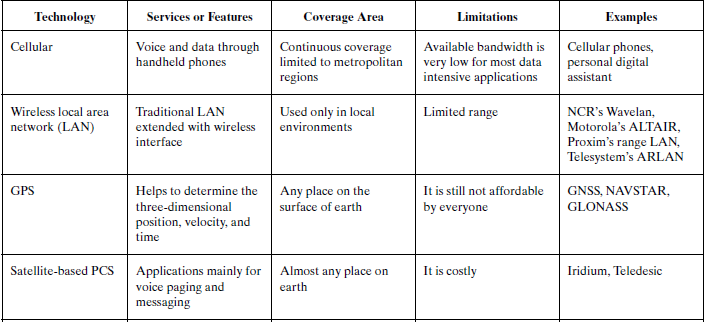 Technology Services or Features Coverage Area Limitations Examples
Cellular
Voice and data through
handheld phones
Continuous coverage
limited to metropolitan
regions
Available bandwidth is
very low for most data
intensive applications
Cellular phones,
personal digital
assistant
Wireless local area
network (LAN)
Traditional LAN
extended with wireless
interface
Used only in local
environments
Limited range
NCR's Wavelan,
Motorola's ALTAIR,
Proxim's range LAN,
Telesystem's ARLAN
GPS
Helps to determine the
three-dimensional
position, velocity, and
time
Any place on the
surface of earth
It is still not affordable
by everyone
GNSS, NAVSTAR,
GLONASS
Satellite-based PCS
Applications mainly for
voice paging and
messaging
Almost any place on
earth
It is costly
Iridium, Teledesic